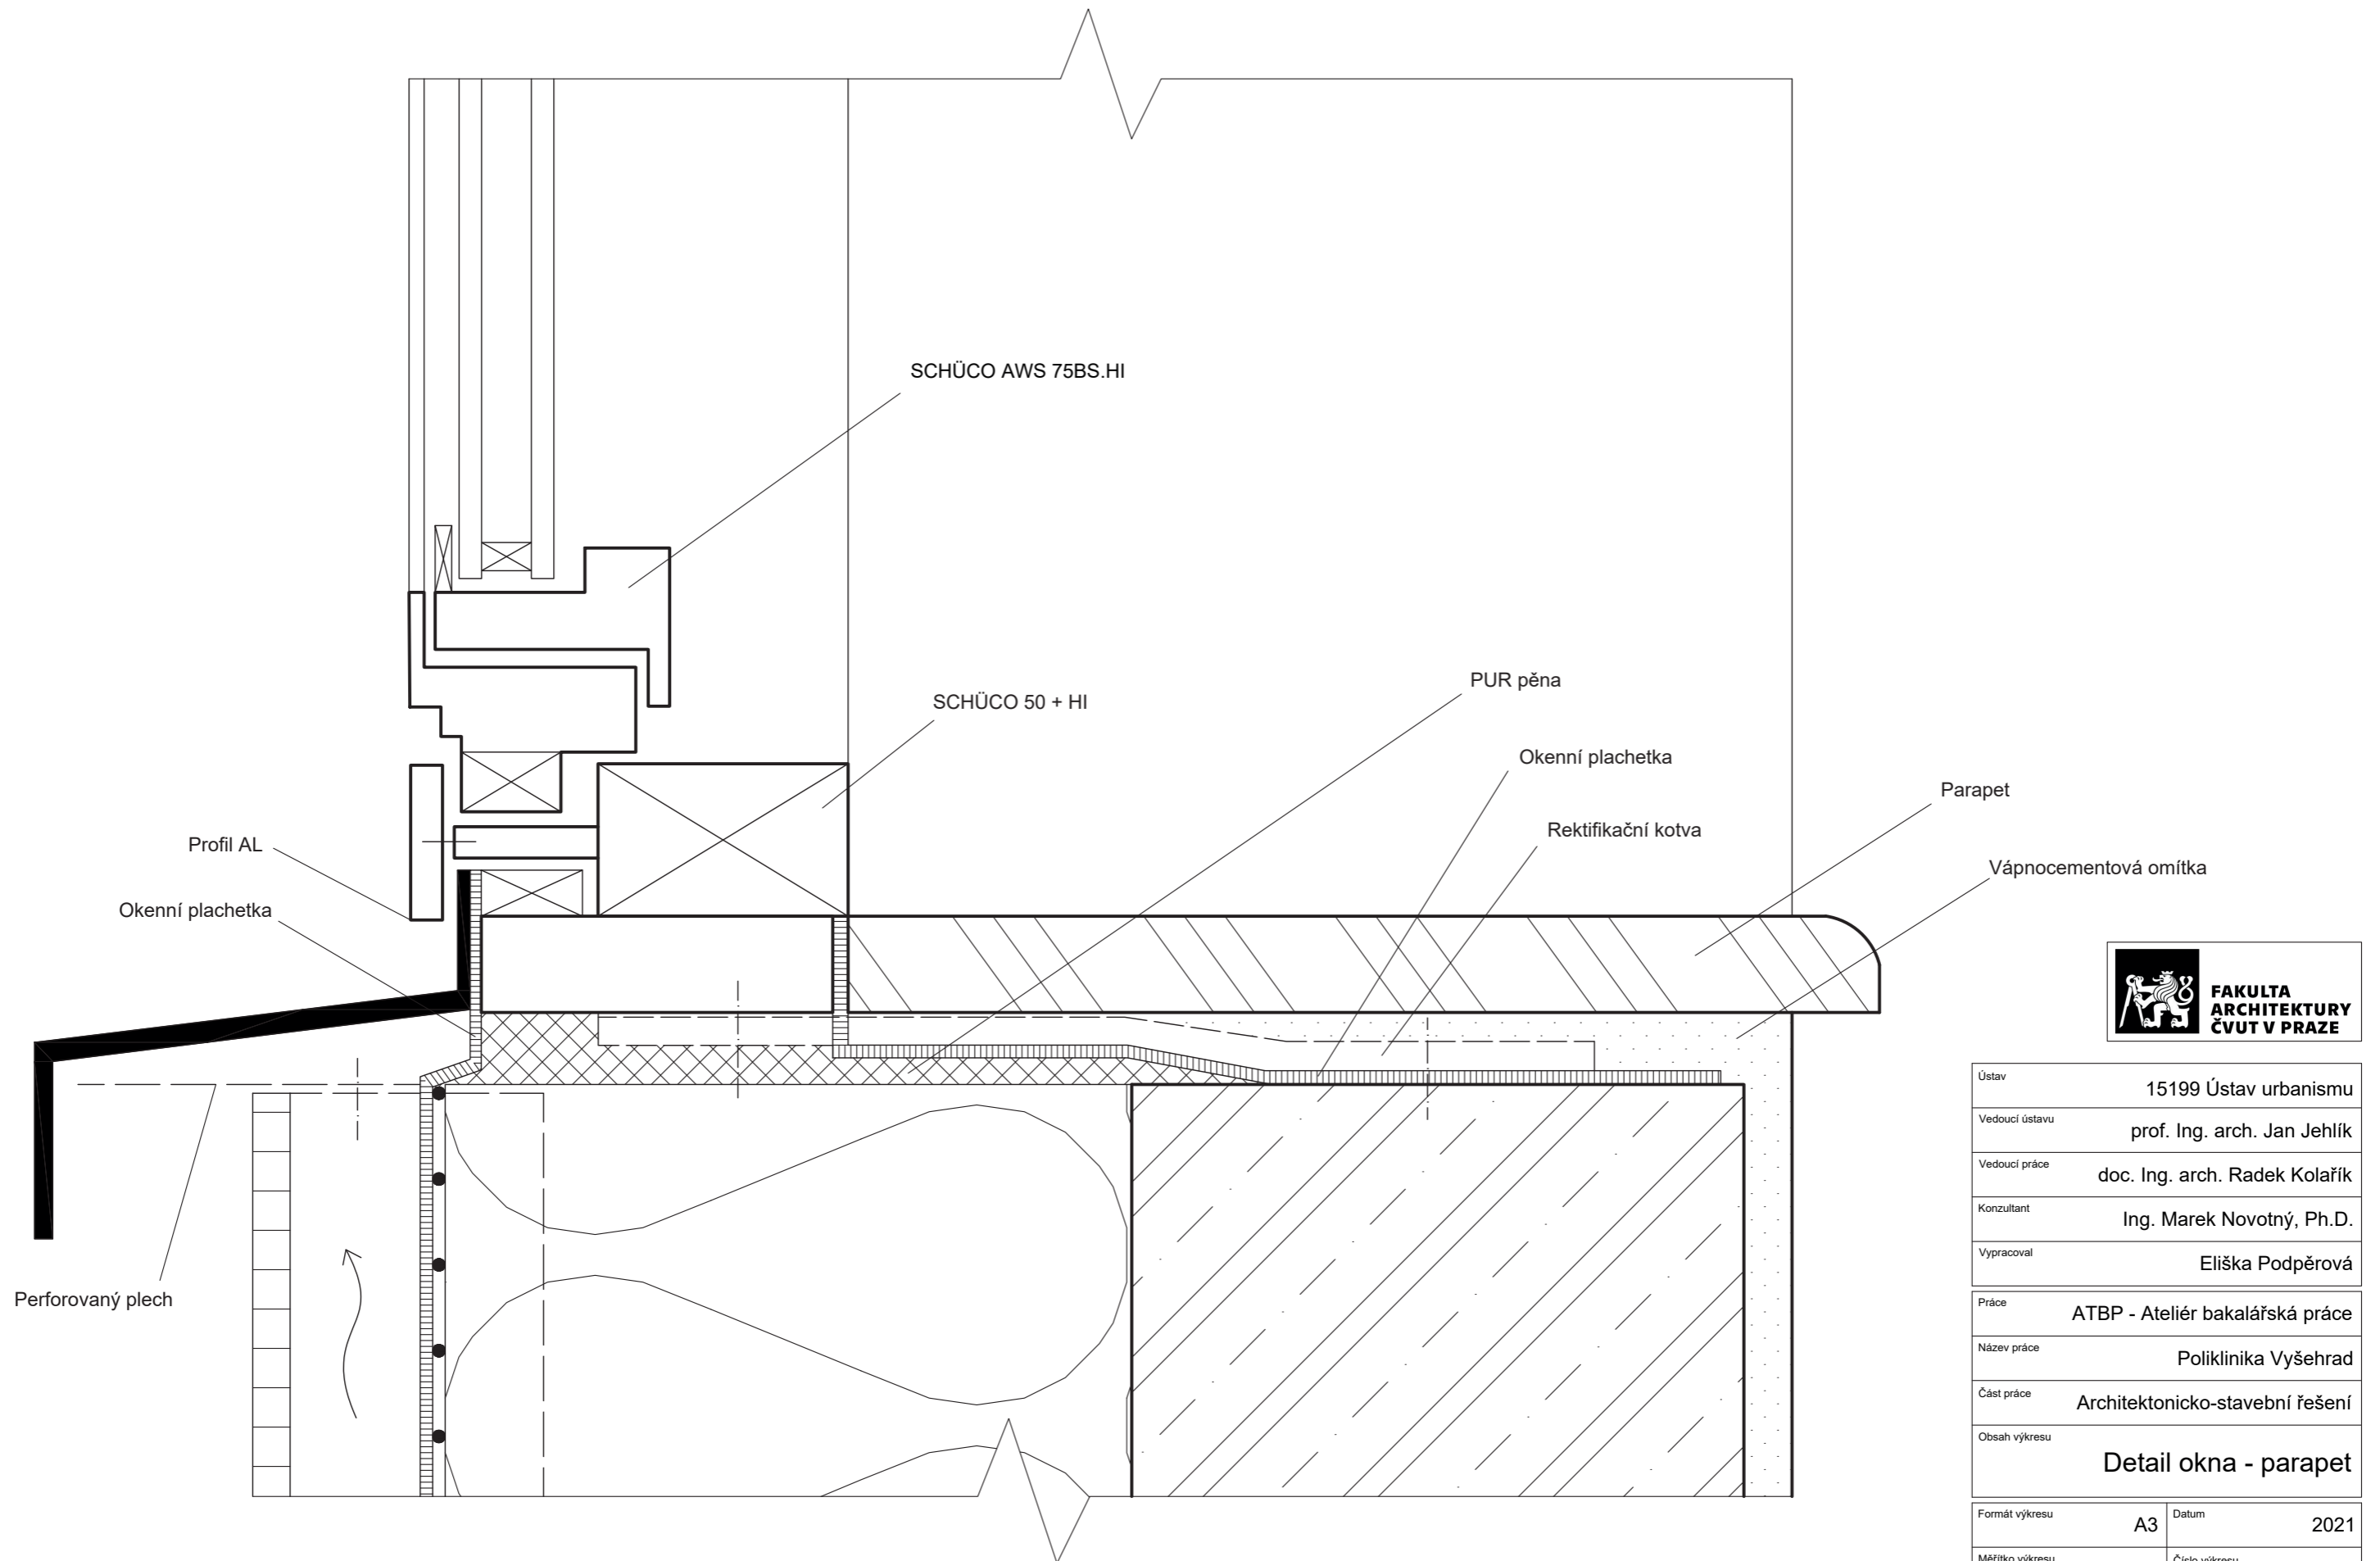 SCHÜCO AWS 75BS.HI
PUR pěna
SCHÜCO 50 + HI
Okenní plachetka
Parapet
Rektifikační kotva
Profil AL
Vápnocementová omítka
Okenní plachetka
Perforovaný plech
FAKULTA
ARCHITEKTURY
ČVUT V PRAZE
Ústav 15199 Ústav urbanismu
Vedoucí ústavu prof. Ing. arch. Jan Jehlík
Vedoucí práce doc. Ing. arch. Radek Kolařík
Konzultant Ing. Marek Novotný, Ph.D.
Vypracoval Eliška Podpěrová
Práce ATBP - Ateliér bakalářská práce
Název práce Poliklinika Vyšehrad
Část práce Architektonicko-stavební řešení
Obsah výkresu Detail okna - parapet
Formát výkresu A3 Datum 2021
Měřítko výkresu Číslo výkresu